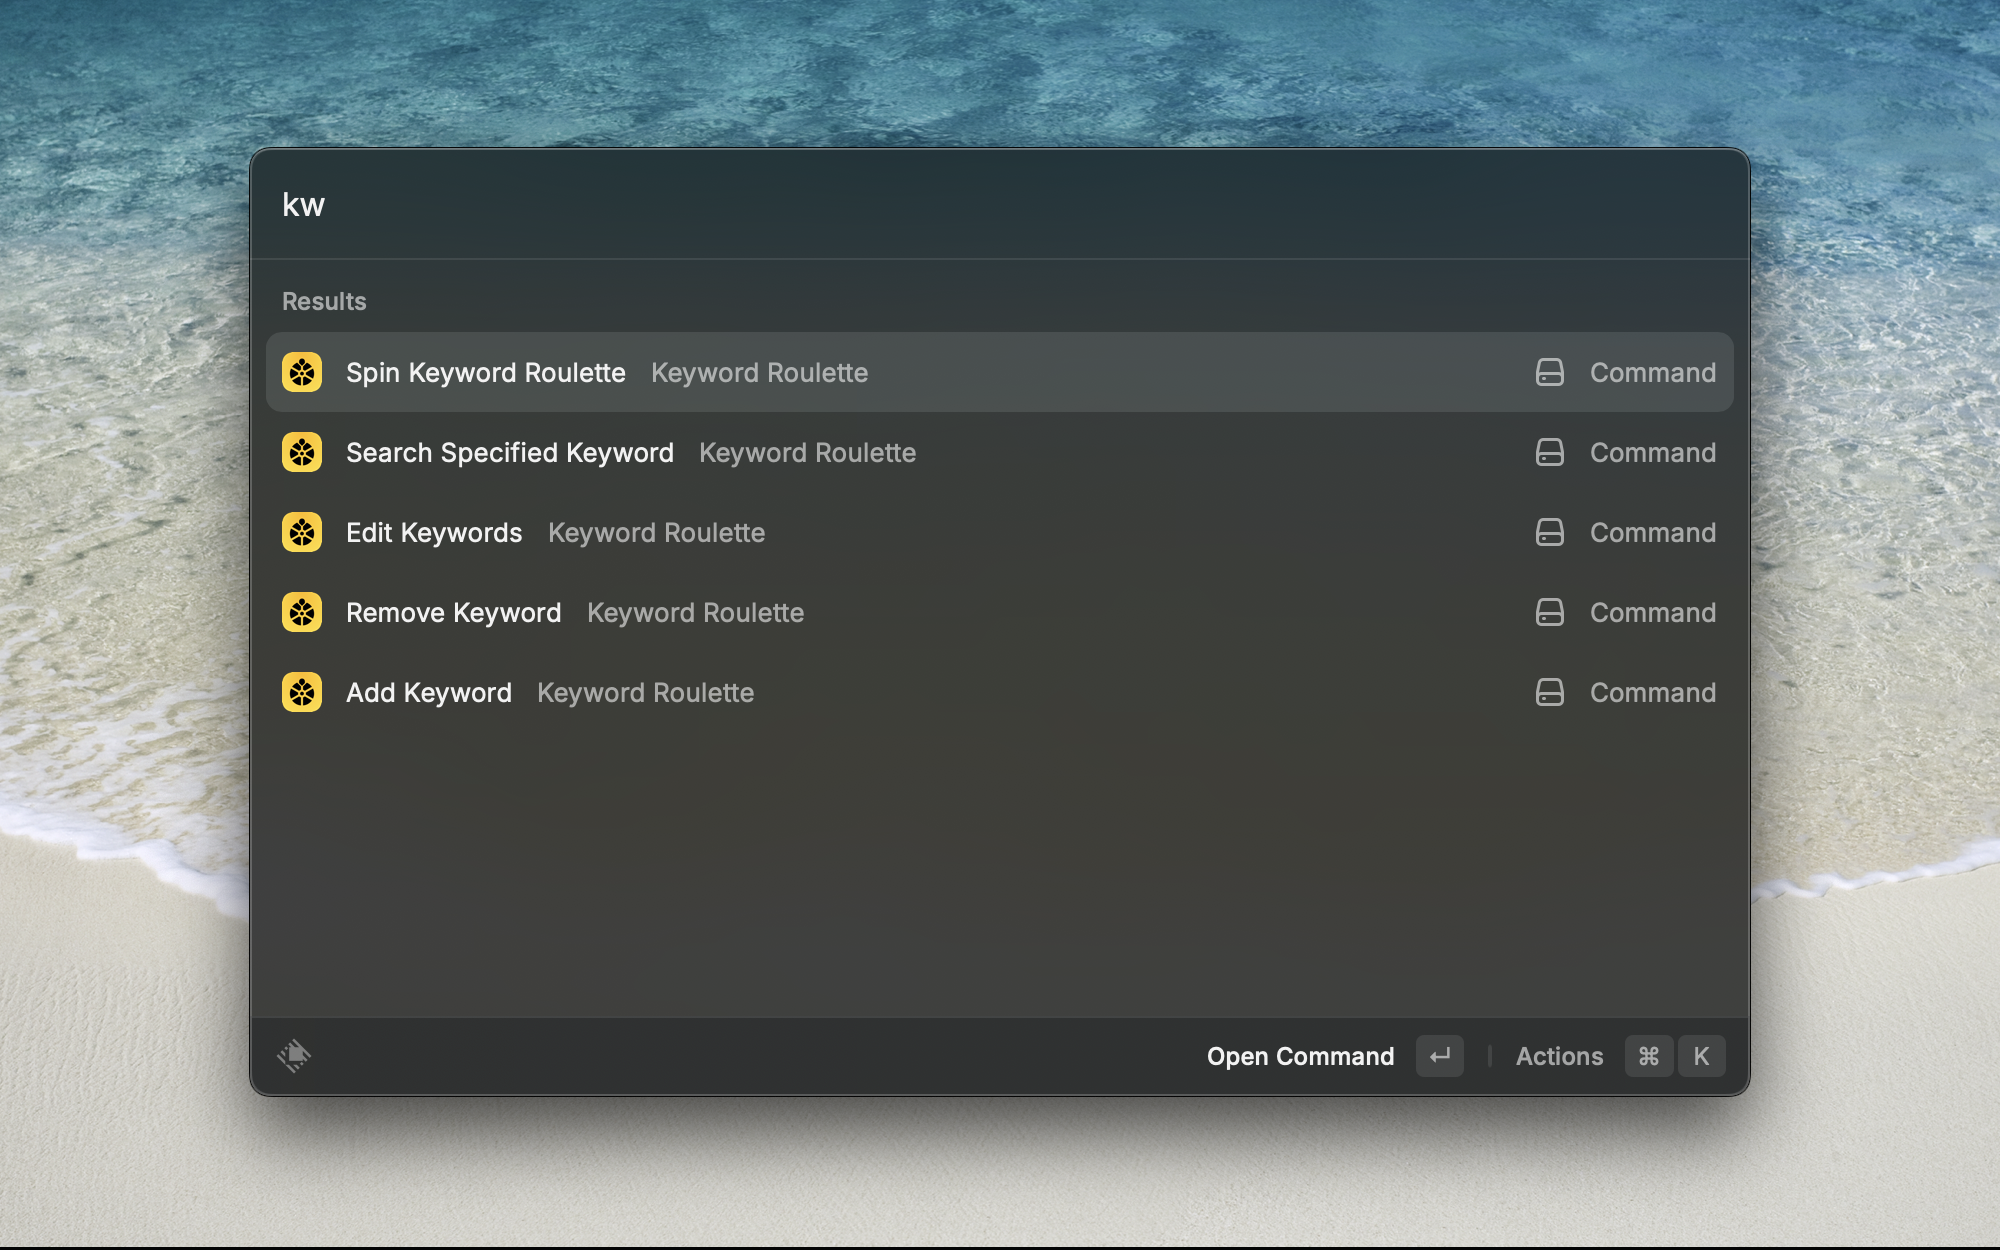 kw
Results
Spin Keyword Roulette Keyword Roulette Command
Search Specified Keyword Keyword Roulette Command
Edit Keywords Keyword Roulette Command
Remove Keyword Keyword Roulette Command
Add Keyword Keyword Roulette Command
Open Command ↵ Actions ⌘ K